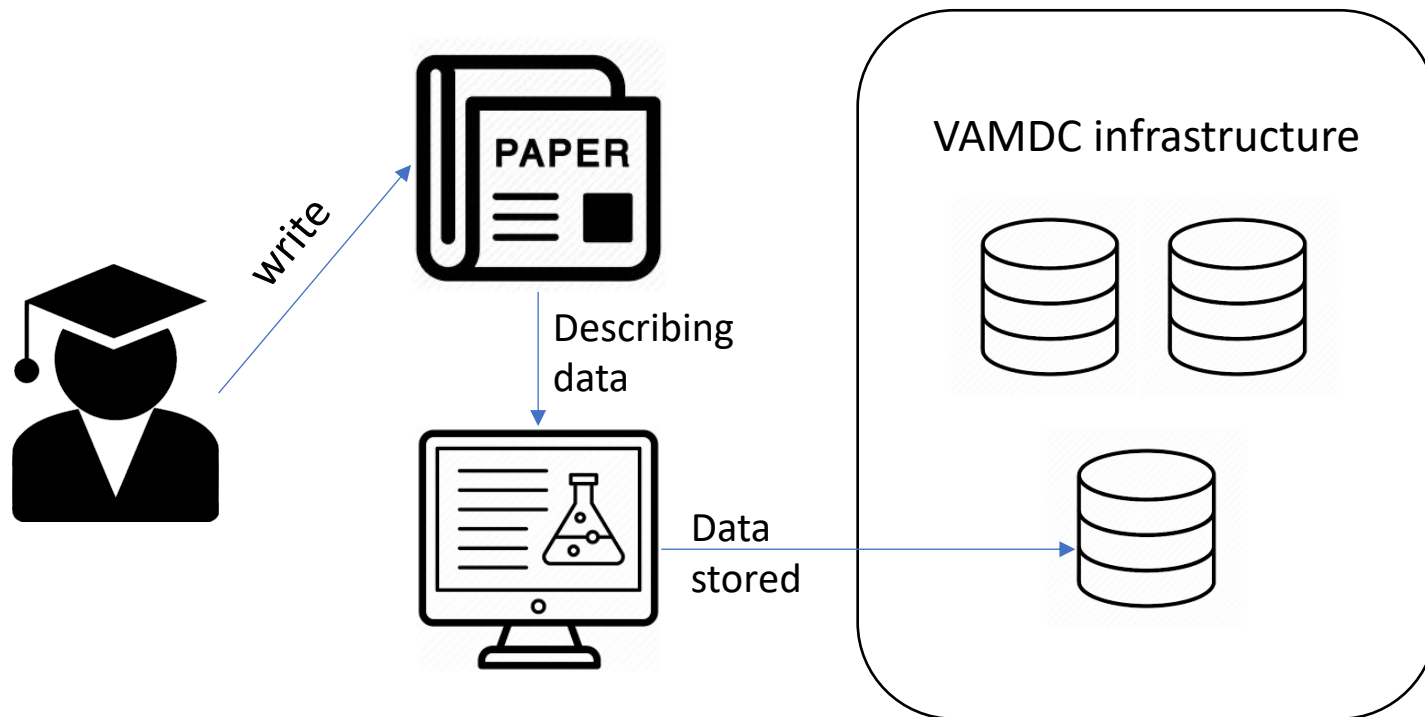 PAPER
VAMDC infrastructure
write
Describing
data
Data
stored